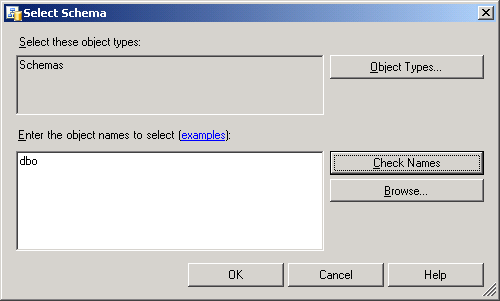 Select Schema
Select these object types:
Schemas
Object Types...
Enter the object names to select (examples):
dbo
Check Names
Browse...
OK
Cancel
Help